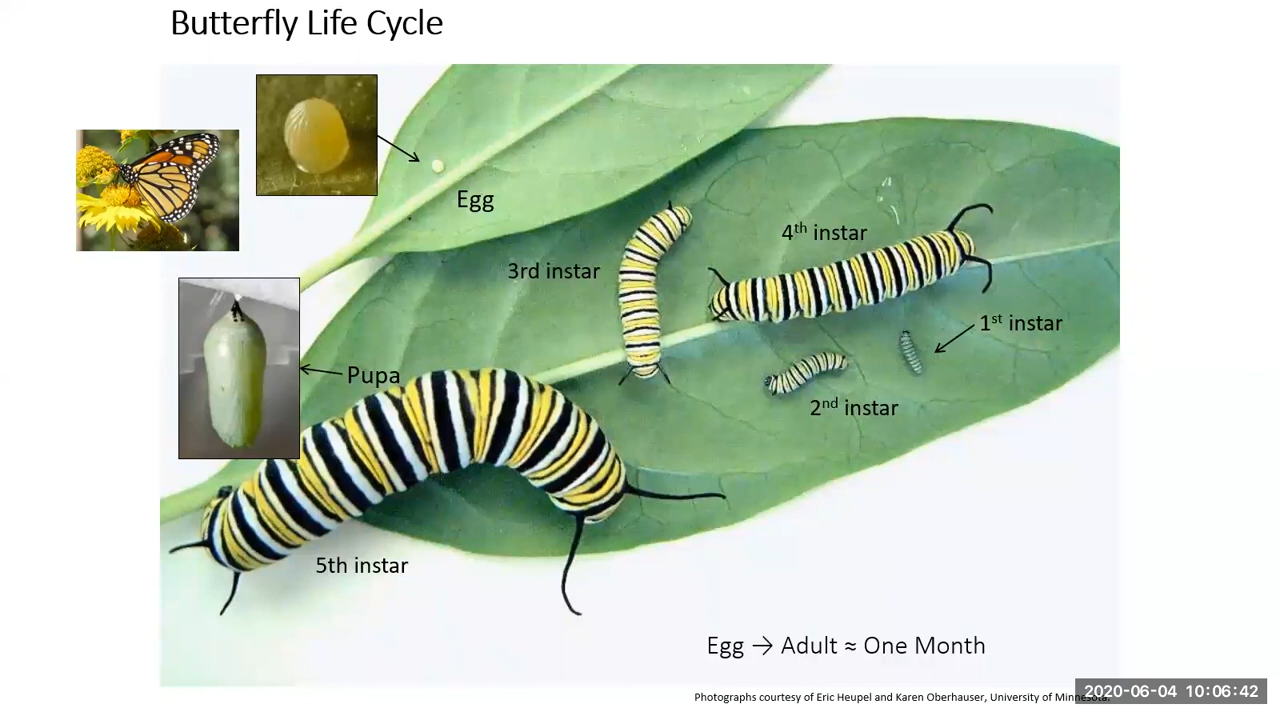 Butterfly Life Cycle
Egg
4th instar
3rd instar
1st instar
Pupa
2nd instar
5th instar
Egg → Adult ≈ One Month
Photographs courtesy of Eric Heupel and Karen Oberhauser, University of Minnesota.
2020-06-04 10:06:42